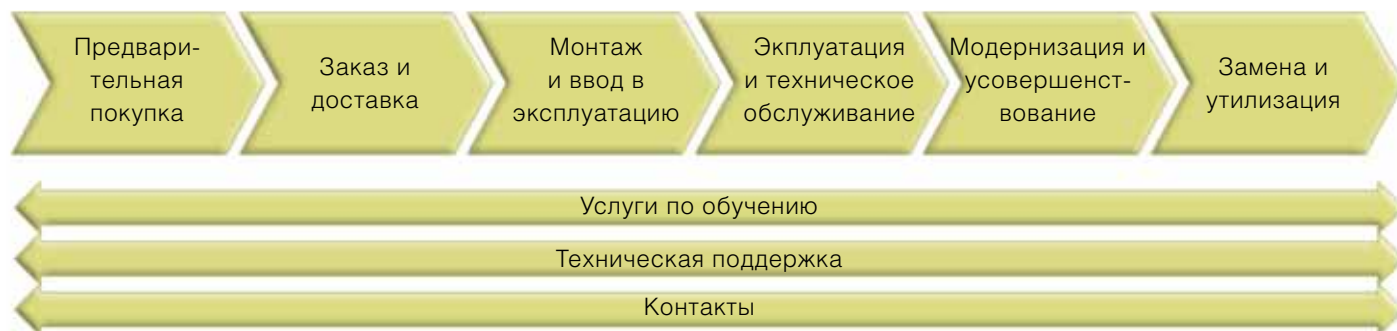 Предвари-
тельная
покупка
Заказ и
доставка
Монтаж
и ввод в
эксплуатацию
Экплуатация
и техническое
обслуживание
Модернизация и
усовершенст-
вование
Замена и
утилизация
Услуги по обучению
Техническая поддержка
Контакты